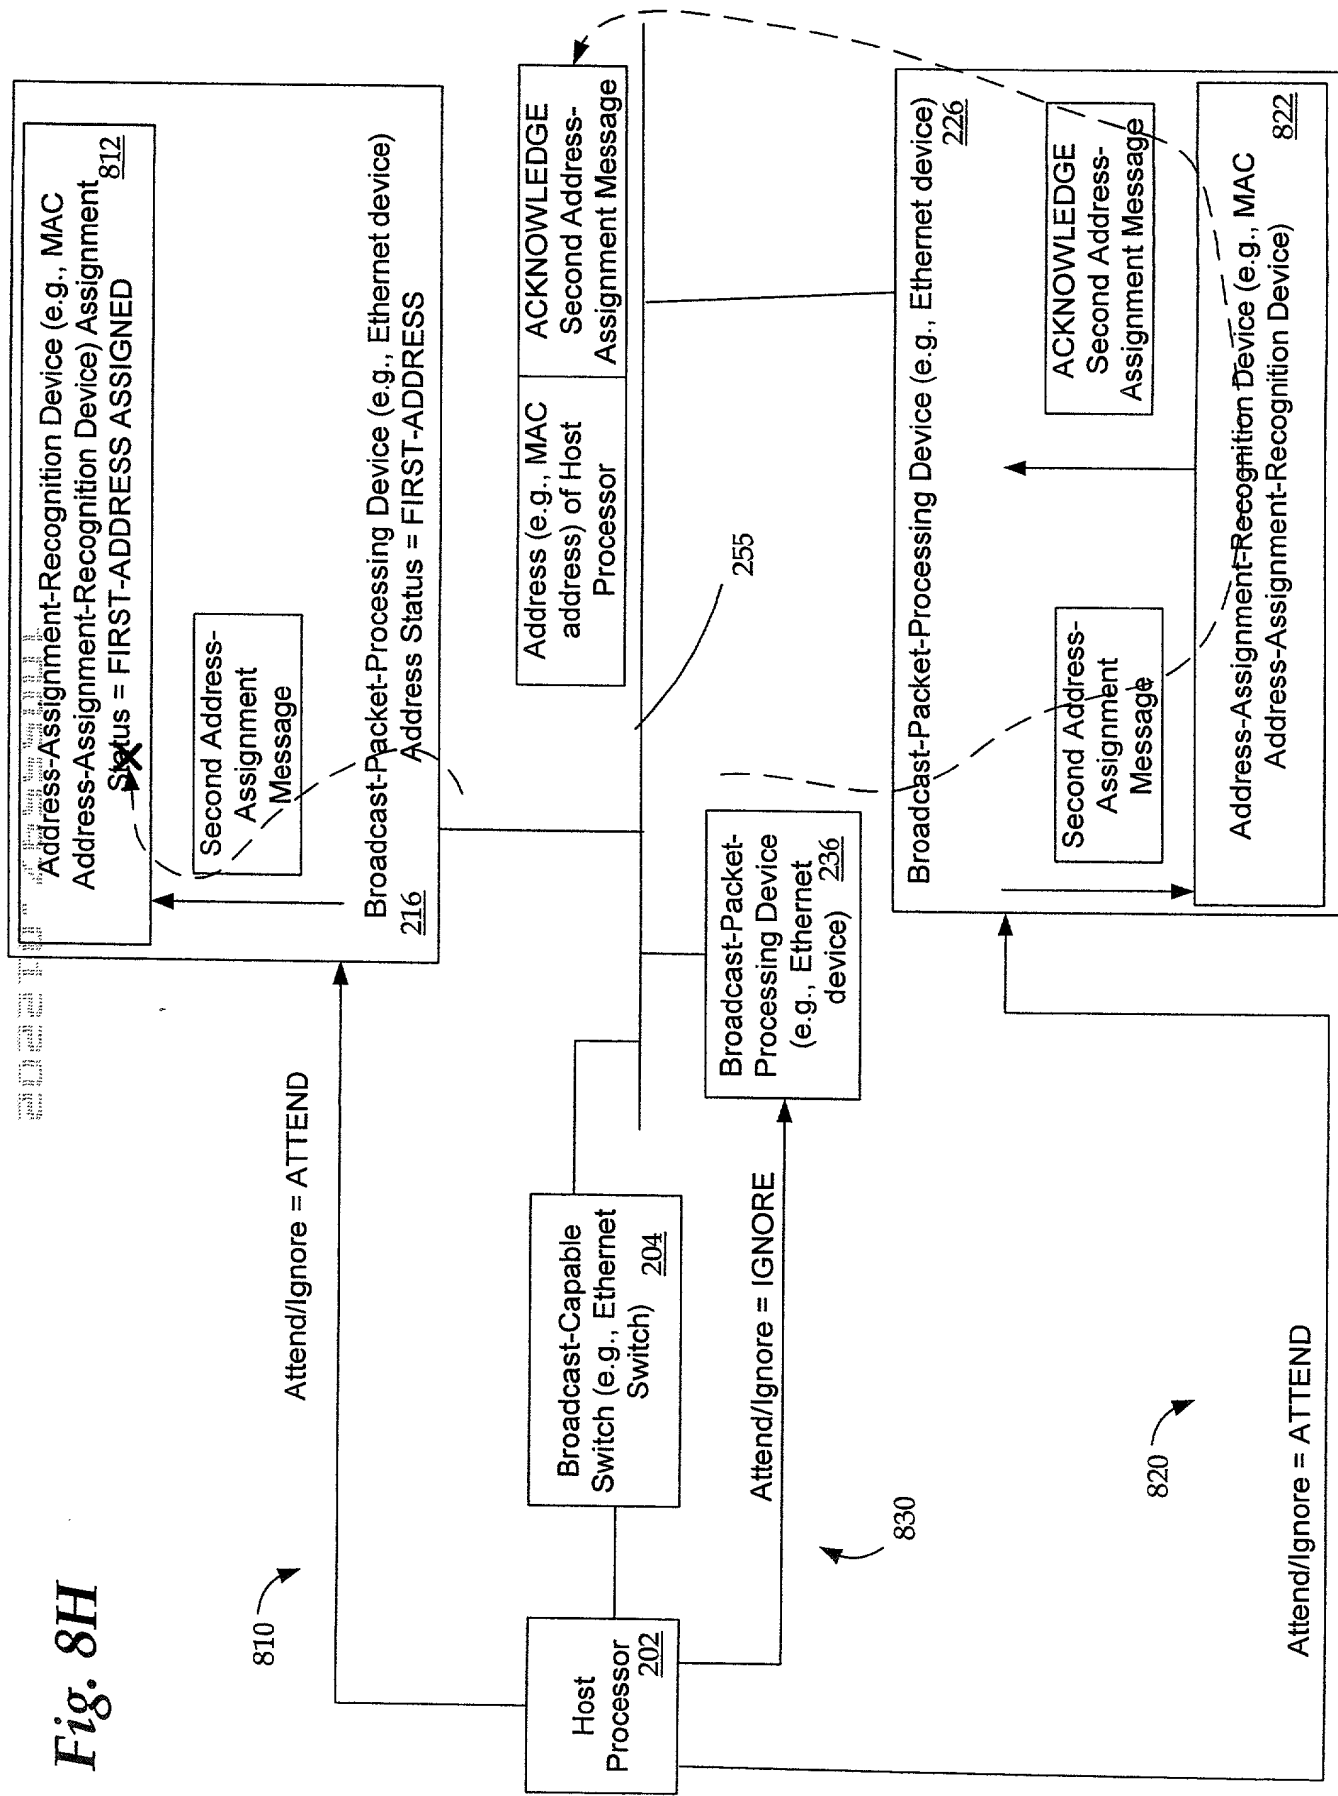 Fig. 8H
Address-Assignment-Recognition Device (e.g., MAC
Address-Assignment-Recognition Device) Assignment
Status = FIRST-ADDRESS ASSIGNED
812
Second Address-
Assignment
Message
Broadcast-Packet-Processing Device (e.g., Ethernet device)
216
Address Status = FIRST-ADDRESS
810
Attend/Ignore = ATTEND
Host
Processor
202
Broadcast-Capable
Switch (e.g., Ethernet
Switch)
204
Address (e.g., MAC
address) of Host
Processor
ACKNOWLEDGE
Second Address-
Assignment Message
255
Attend/Ignore = IGNORE
830
Broadcast-Packet-
Processing Device
(e.g., Ethernet
device)
236
Broadcast-Packet-Processing Device (e.g., Ethernet device)
226
Second Address-
Assignment
Message
ACKNOWLEDGE
Second Address-
Assignment Message
Address-Assignment-Recognition Device (e.g., MAC
Address-Assignment-Recognition Device)
822
820
Attend/Ignore = ATTEND